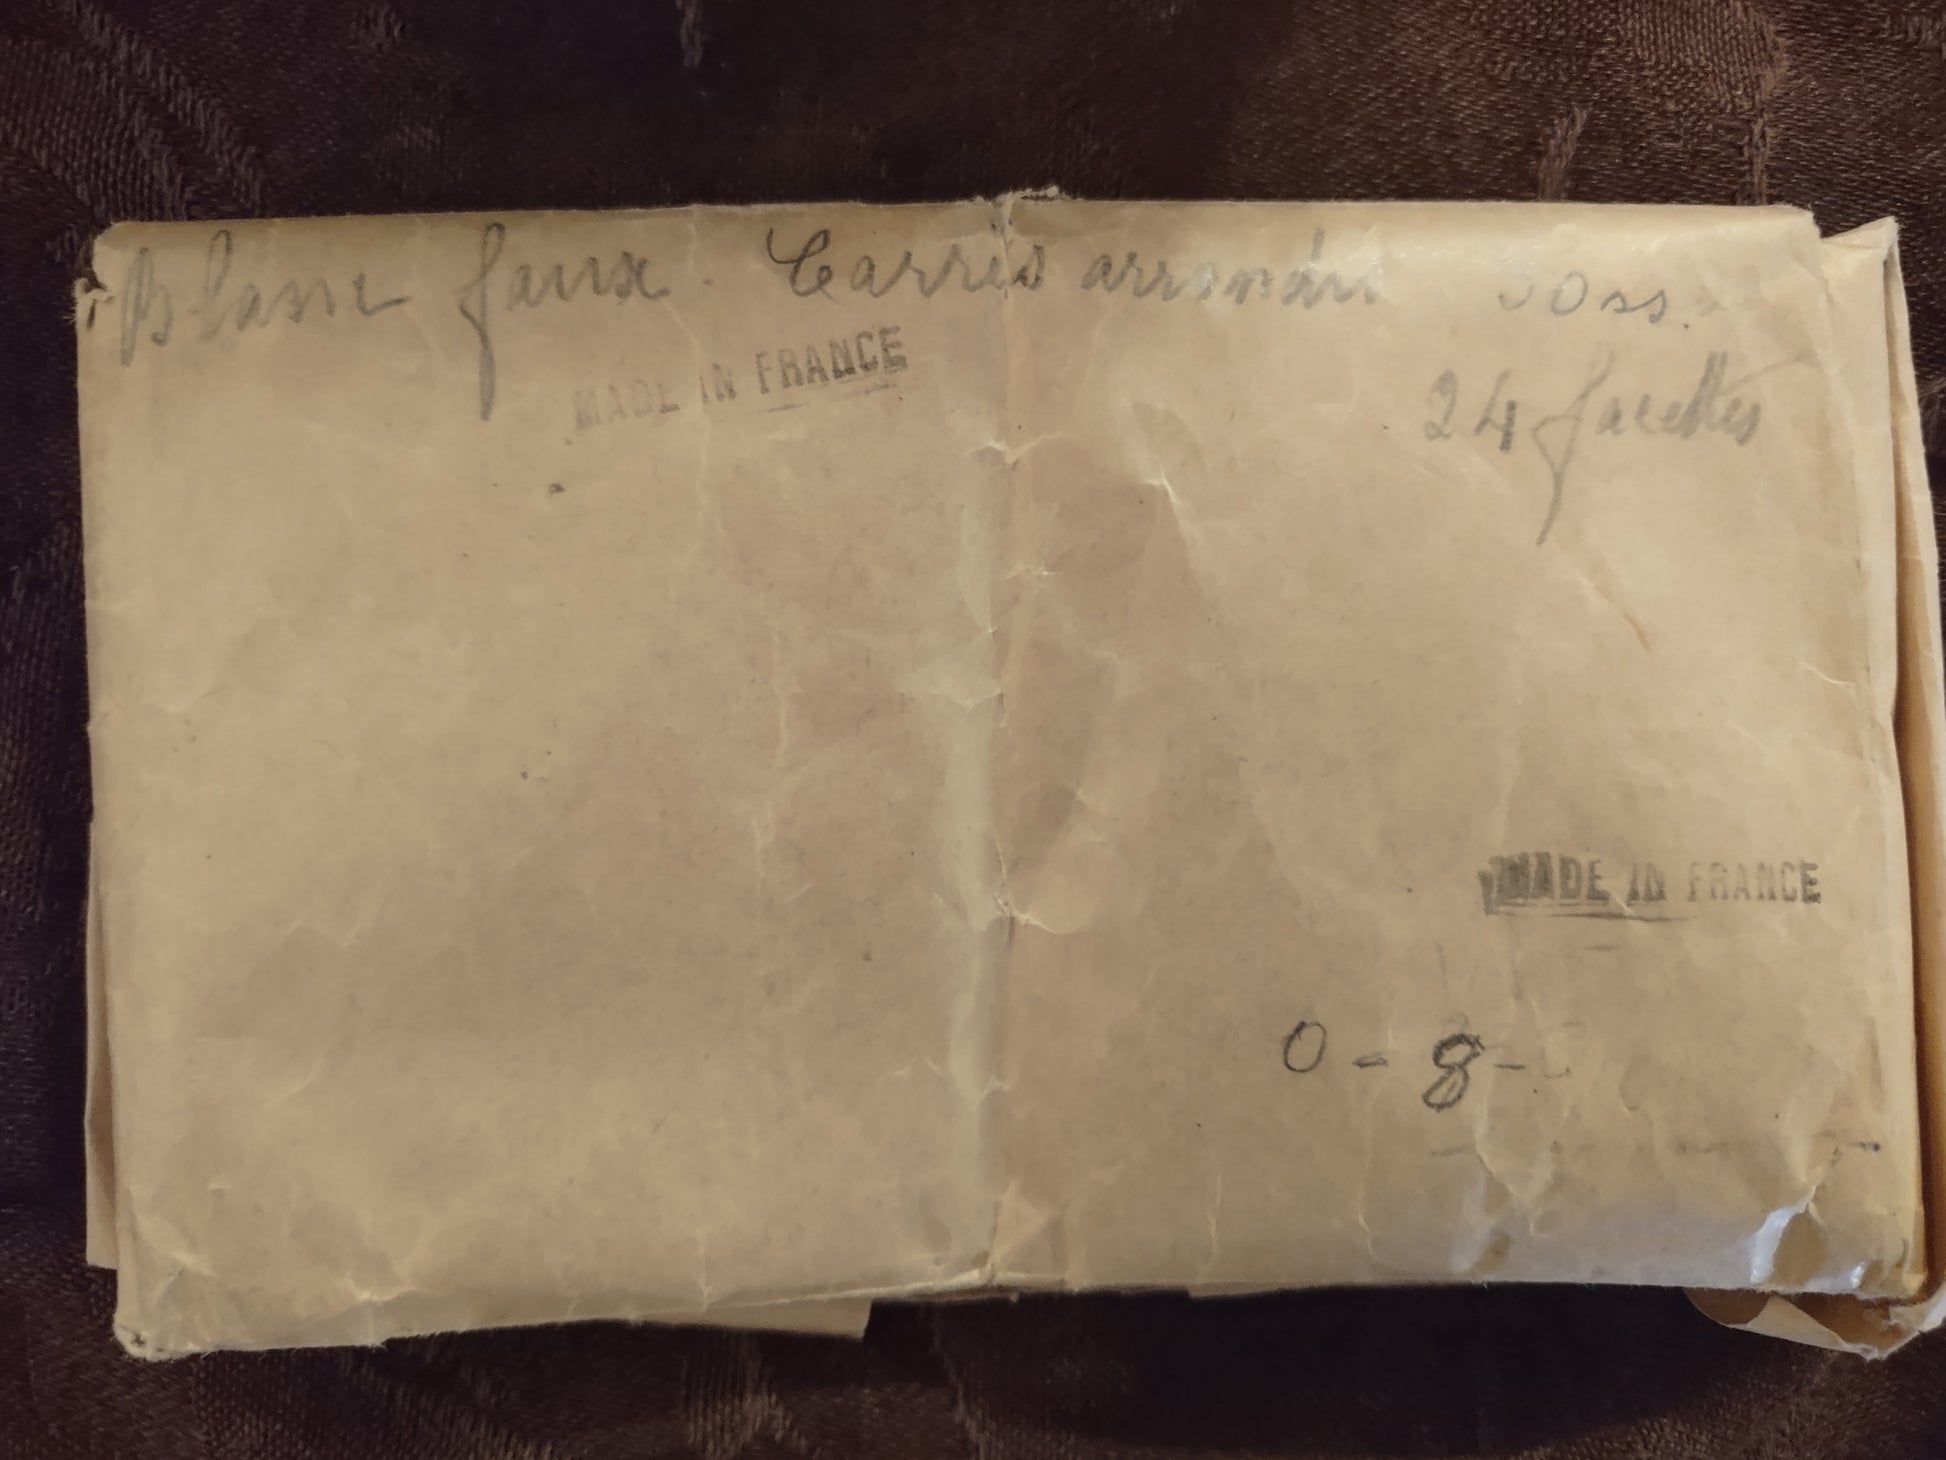 Blanc faux. Carrés arrondis 30ss.
MADE IN FRANCE
24 facettes
MADE IN FRANCE
0 - 8 -